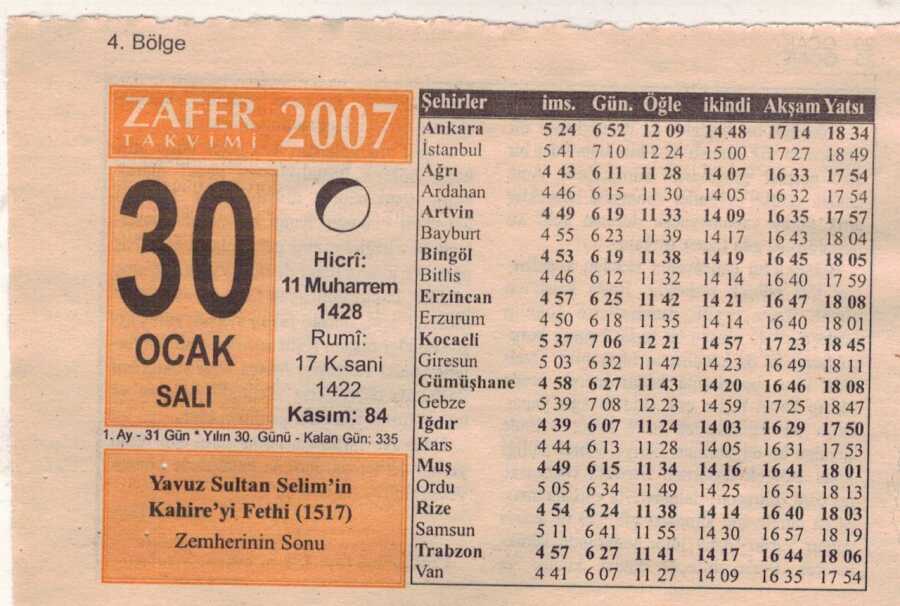 4. Bölge
ZAFER
TAKVİMİ
2007
30
OCAK
SALI
Hicrî:
11 Muharrem
1428
Rumî:
17 K.sani
1422
Kasım: 84
1. Ay - 31 Gün * Yılın 30. Günü - Kalan Gün: 335
Yavuz Sultan Selim'in
Kahire'yi Fethi (1517)
Zemherinin Sonu
Şehirler ims. Gün. Öğle ikindi Akşam Yatsı
Ankara 5 24 6 52 12 09 14 48 17 14 18 34
İstanbul 5 41 7 10 12 24 15 00 17 27 18 49
Ağrı 4 43 6 11 11 28 14 07 16 33 17 54
Ardahan 4 46 6 15 11 30 14 05 16 32 17 54
Artvin 4 49 6 19 11 33 14 09 16 35 17 57
Bayburt 4 55 6 23 11 39 14 17 16 43 18 04
Bingöl 4 53 6 19 11 38 14 19 16 45 18 05
Bitlis 4 46 6 12 11 32 14 14 16 40 17 59
Erzincan 4 57 6 25 11 42 14 21 16 47 18 08
Erzurum 4 50 6 18 11 35 14 14 16 40 18 01
Kocaeli 5 37 7 06 12 21 14 57 17 23 18 45
Giresun 5 03 6 32 11 47 14 23 16 49 18 11
Gümüşhane 4 58 6 27 11 43 14 20 16 46 18 08
Gebze 5 39 7 08 12 23 14 59 17 25 18 47
Iğdır 4 39 6 07 11 24 14 03 16 29 17 50
Kars 4 44 6 13 11 28 14 05 16 31 17 53
Muş 4 49 6 15 11 34 14 16 16 41 18 01
Ordu 5 05 6 34 11 49 14 25 16 51 18 13
Rize 4 54 6 24 11 38 14 14 16 40 18 03
Samsun 5 11 6 41 11 55 14 30 16 57 18 19
Trabzon 4 57 6 27 11 41 14 17 16 44 18 06
Van 4 41 6 07 11 27 14 09 16 35 17 54